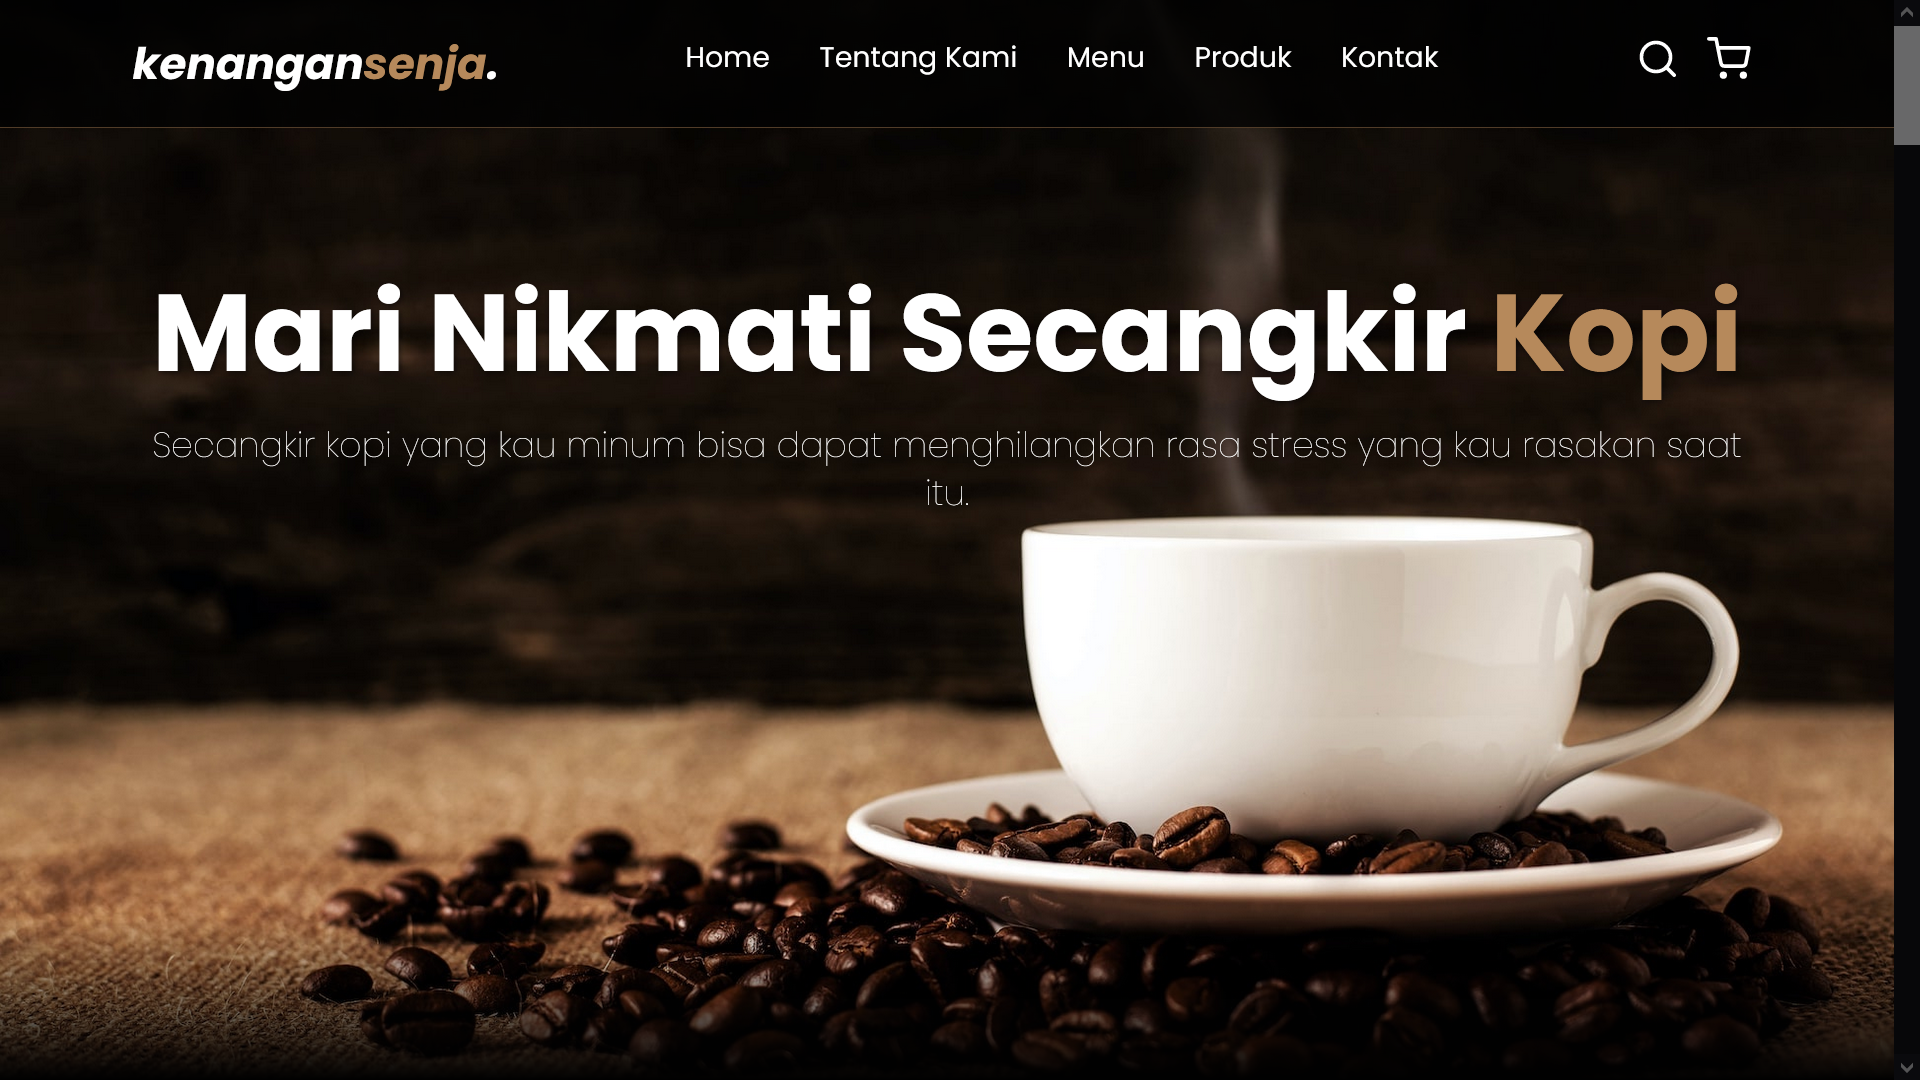 kenangansenja.
Home Tentang Kami Menu Produk Kontak
Mari Nikmati Secangkir Kopi
Secangkir kopi yang kau minum bisa dapat menghilangkan rasa stress yang kau rasakan saat
itu.